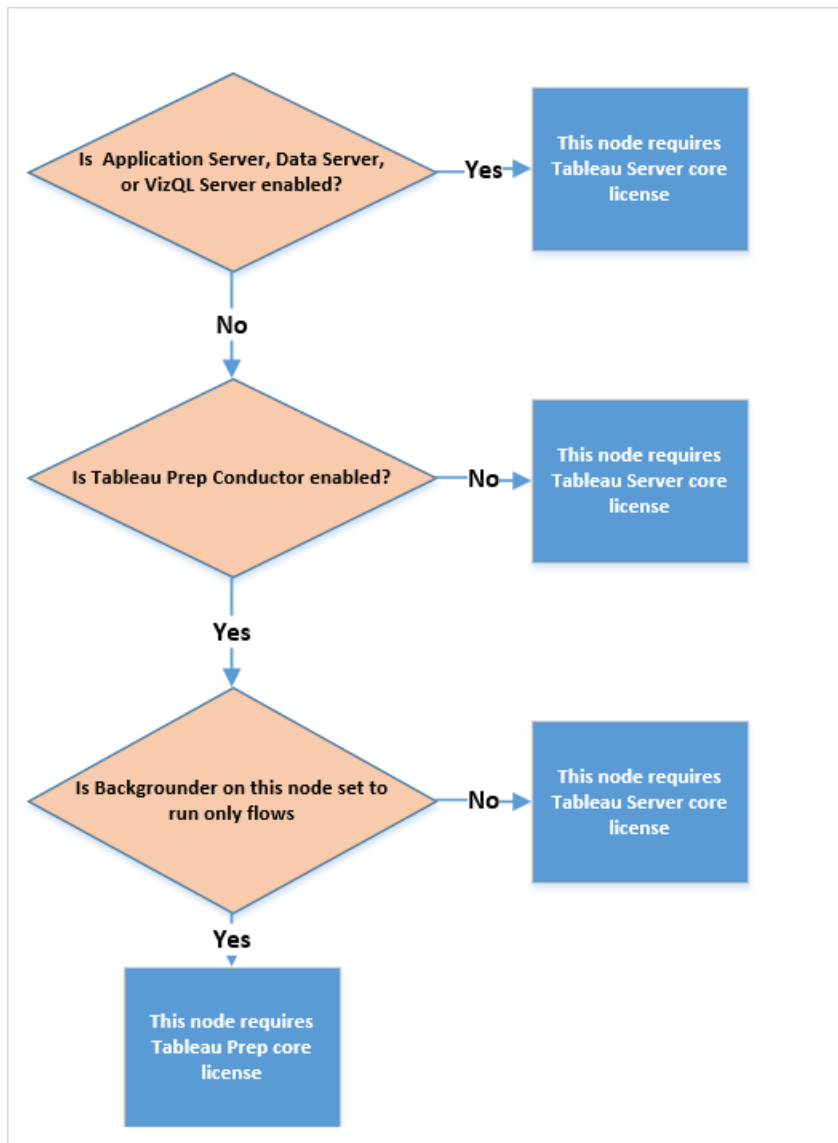 Is  Application Server, Data Server,
or VizQL Server enabled?
Yes
This node requires
Tableau Server core
license
No
Is Tableau Prep Conductor enabled?
No
This node requires
Tableau Server core
license
Yes
Is Backgrounder on this node set to
run only flows
No
This node requires
Tableau Server core
license
Yes
This node requires
Tableau Prep core
license